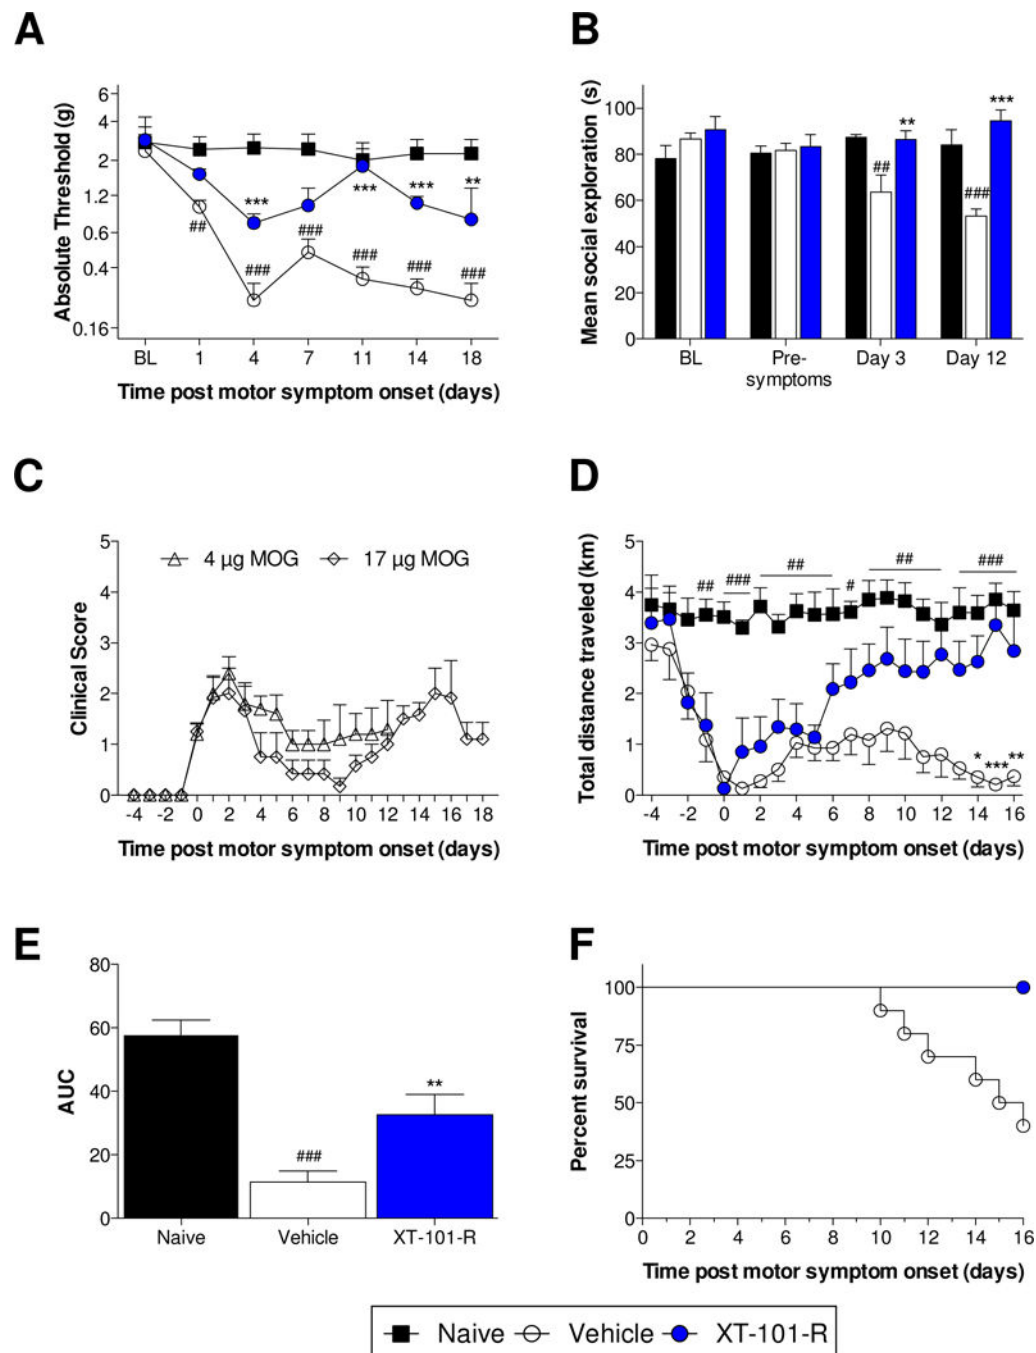 A
Absolute Threshold (g)
6
4
2
1.2
0.6
0.4
0.16
***
***
***
**
##
###
###
###
###
###
BL 1 4 7 11 14 18
Time post motor symptom onset (days)
B
Mean social exploration (s)
100
80
60
40
20
0
**
***
##
###
BL Pre-symptoms Day 3 Day 12
C
Clinical Score
5
4
3
2
1
0
4 µg MOG 17 µg MOG
-4 -2 0 2 4 6 8 10 12 14 16 18
Time post motor symptom onset (days)
D
Total distance traveled (km)
5
4
3
2
1
0
## ### ## # ## ###
* *** **
-4 -2 0 2 4 6 8 10 12 14 16
Time post motor symptom onset (days)
E
AUC
80
60
40
20
0
###
**
Naive Vehicle XT-101-R
F
Percent survival
100
75
50
25
0
0 2 4 6 8 10 12 14 16
Time post motor symptom onset (days)
Naive Vehicle XT-101-R